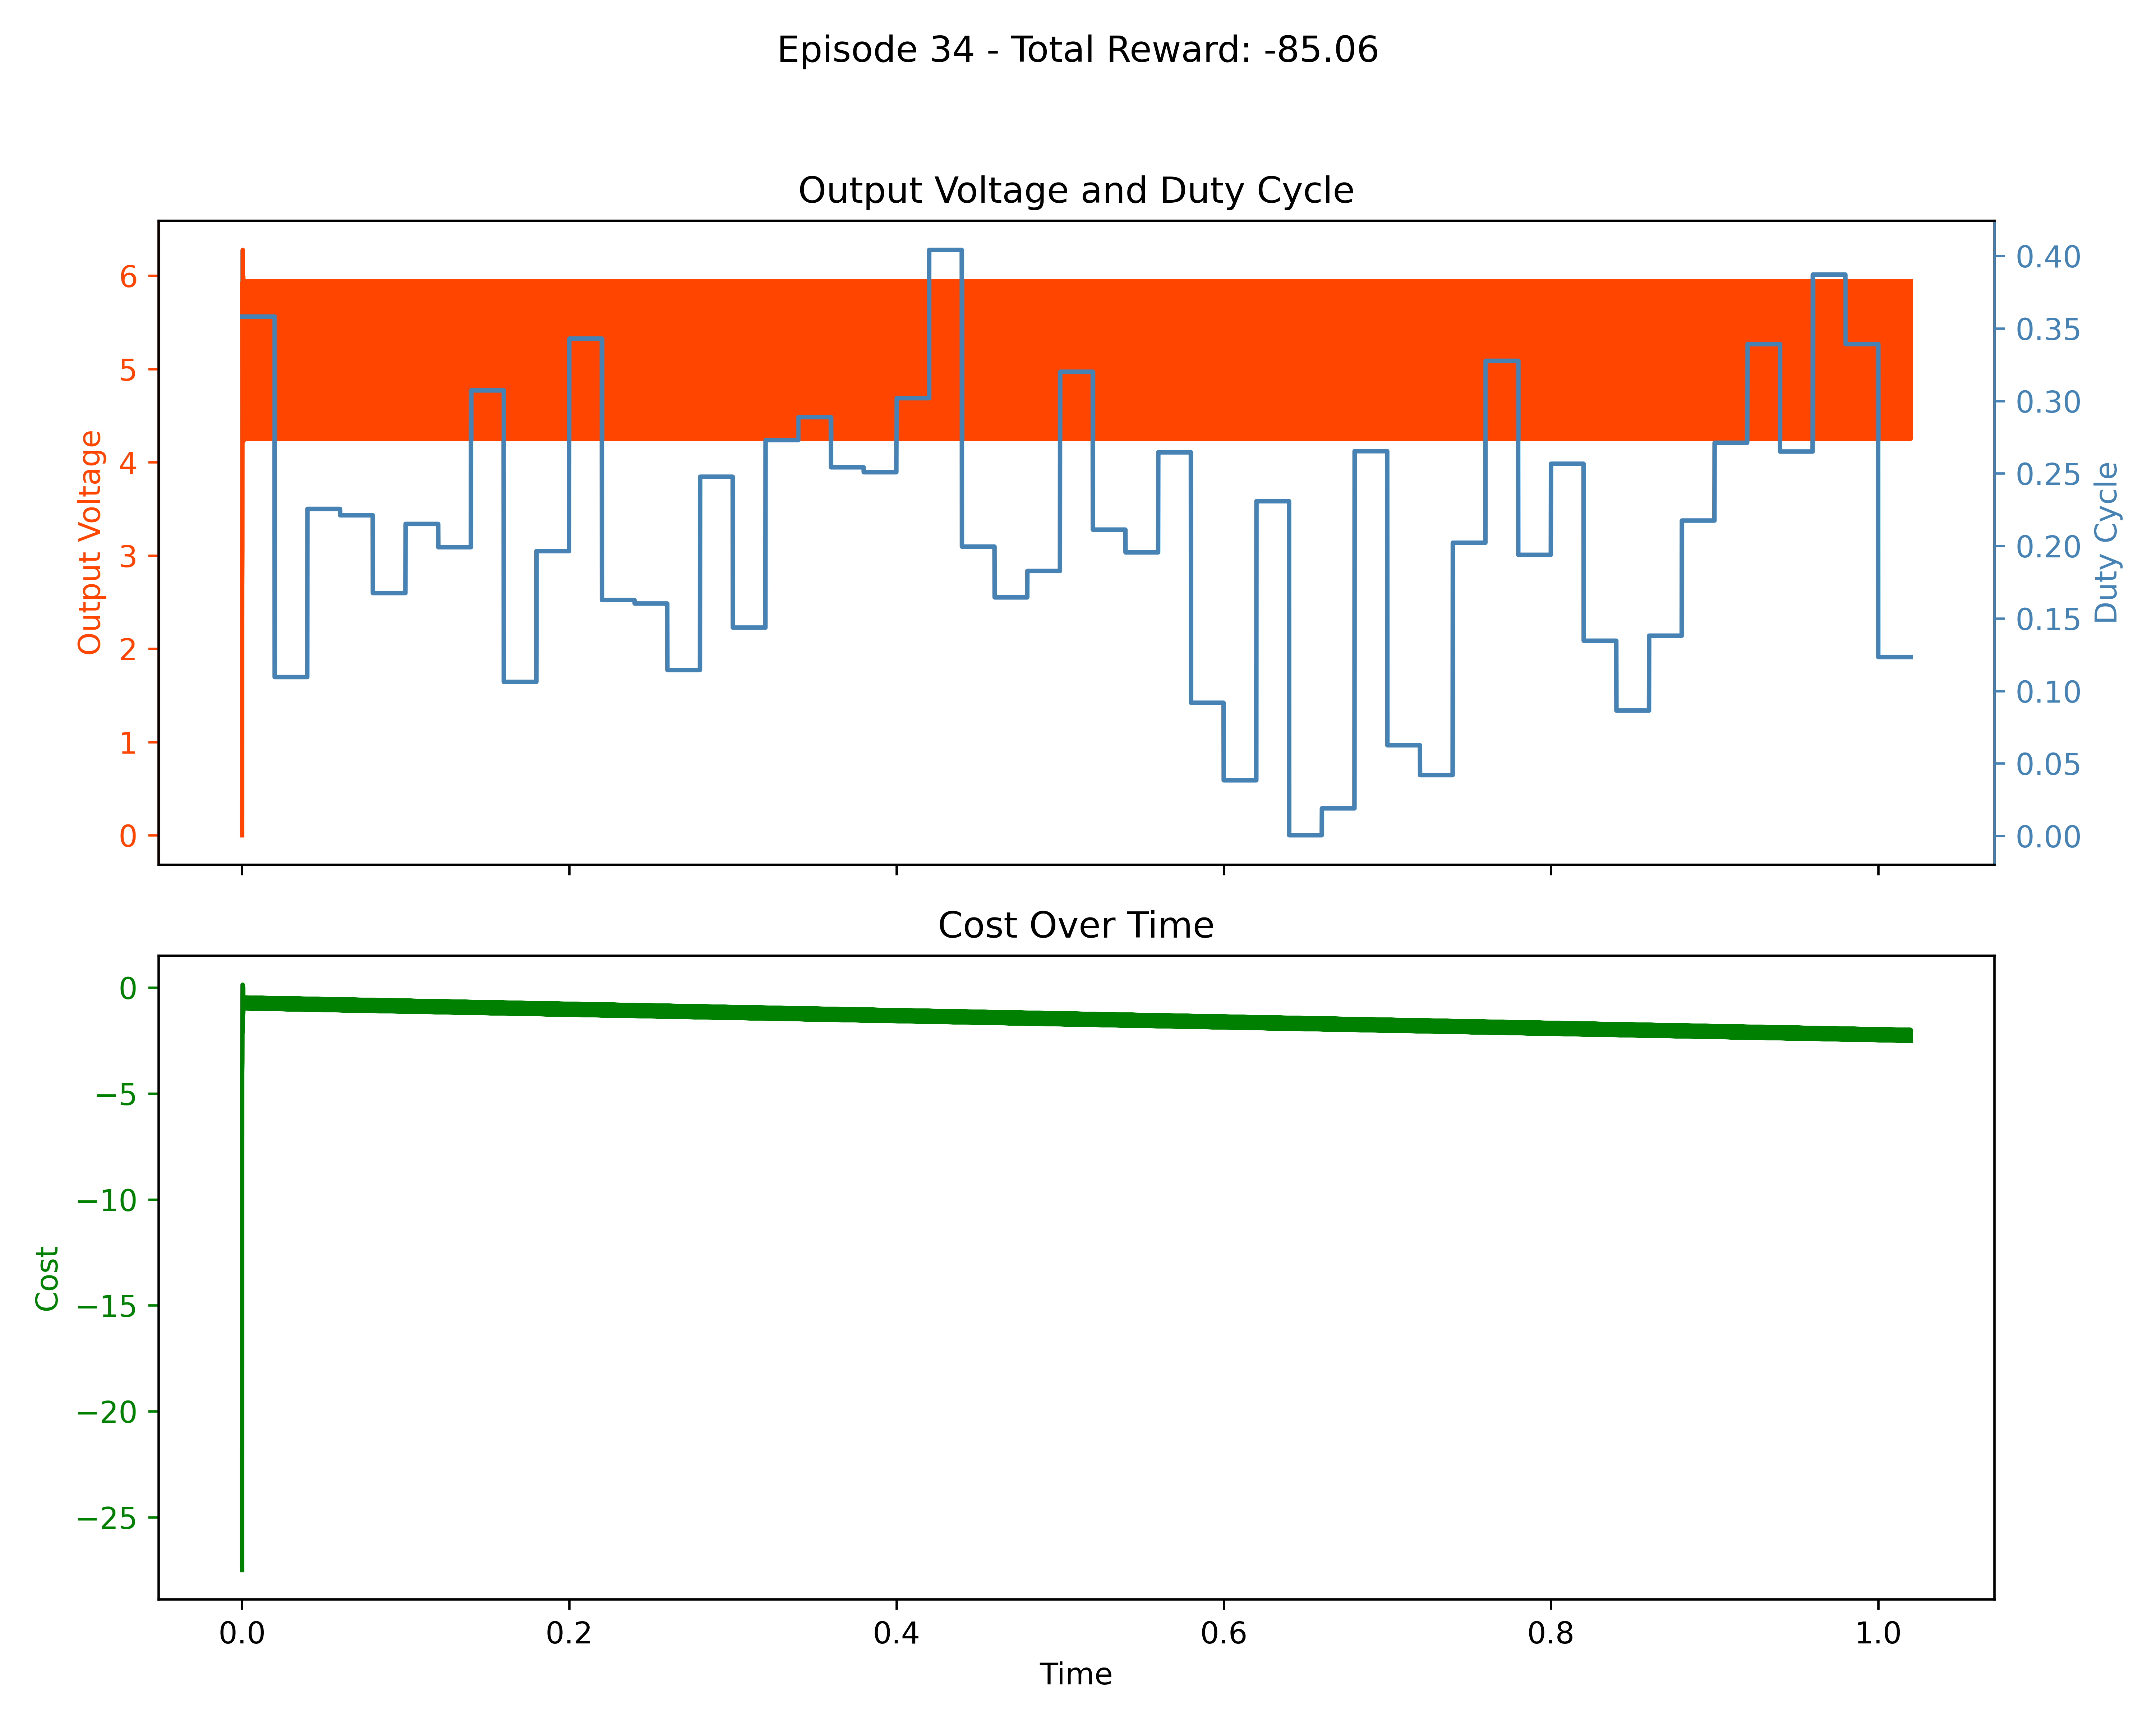 Episode 34 - Total Reward: -85.06
Output Voltage and Duty Cycle
Output Voltage
6
5
4
3
2
1
0
0.40
0.35
0.30
0.25
0.20
0.15
0.10
0.05
0.00
Duty Cycle
Cost Over Time
Cost
0
−5
−10
−15
−20
−25
0.0 0.2 0.4 0.6 0.8 1.0
Time